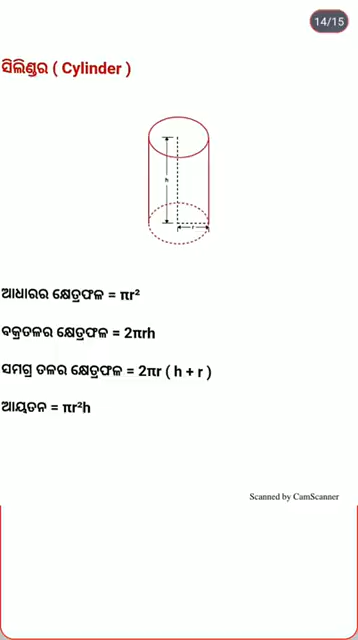 14/15
ସିଲିଣ୍ଡର ( Cylinder )
h
r
ଆଧାରର କ୍ଷେତ୍ରଫଳ = πr²
ବକ୍ରତଳର କ୍ଷେତ୍ରଫଳ = 2πrh
ସମଗ୍ର ତଳର କ୍ଷେତ୍ରଫଳ = 2πr ( h + r )
ଆୟତନ = πr²h
Scanned by CamScanner